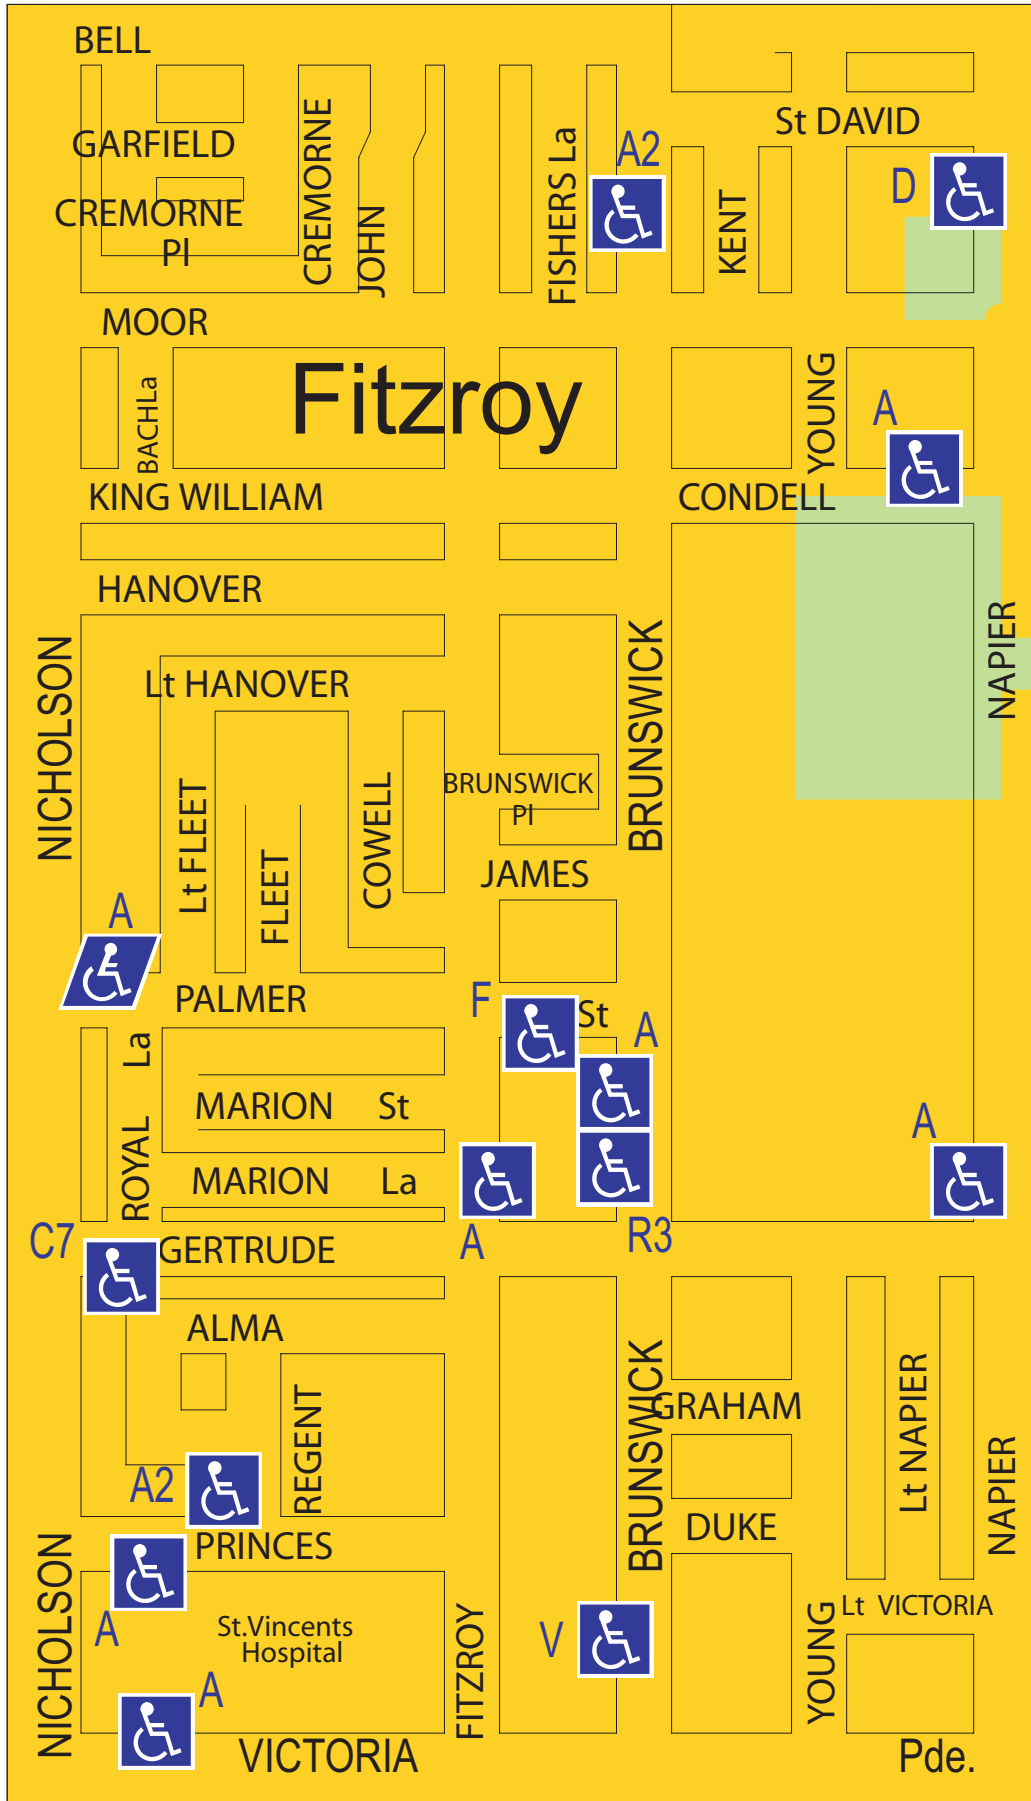 BELL
GARFIELD
CREMORNE
Pl
CREMORNE
JOHN
FISHERS La
A2
St DAVID
KENT
D
MOOR
BACHLa
Fitzroy
YOUNG
A
KING WILLIAM
CONDELL
HANOVER
NICHOLSON
Lt HANOVER
BRUNSWICK
NAPIER
Lt FLEET
FLEET
COWELL
BRUNSWICK
Pl
JAMES
A
PALMER
F
St
A
ROYAL La
MARION St
MARION La
A
A
R3
C7
GERTRUDE
ALMA
REGENT
BRUNSWICK
GRAHAM
Lt NAPIER
NAPIER
A2
PRINCES
DUKE
NICHOLSON
A
St.Vincents
Hospital
FITZROY
V
YOUNG
Lt VICTORIA
A
VICTORIA
Pde.